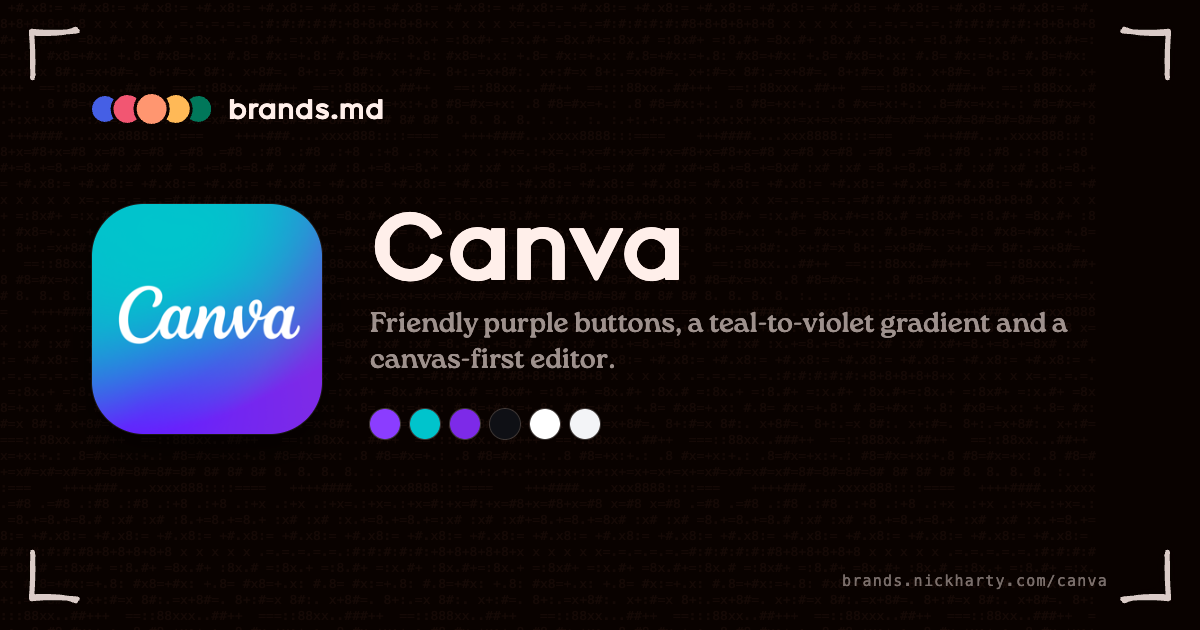 brands.md
Canva
Canva
Friendly purple buttons, a teal-to-violet gradient and a
canvas-first editor.
brands.nickharty.com/canva